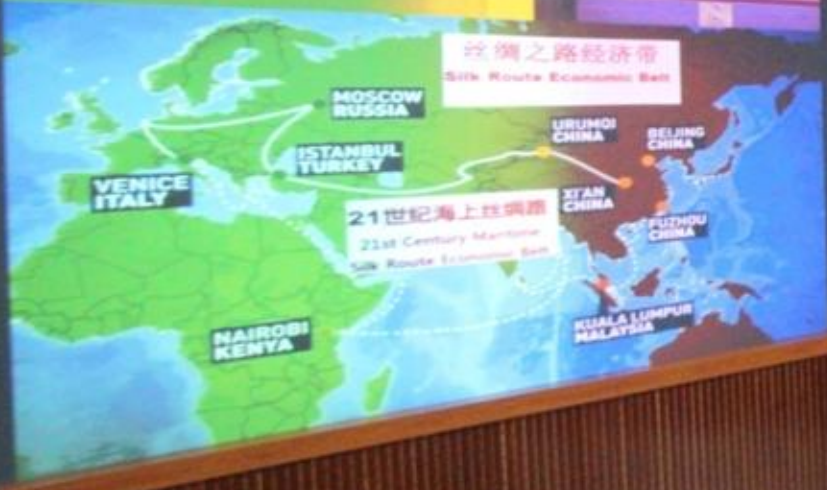 丝绸之路经济带
Silk Route Economic Belt
MOSCOW
RUSSIA
URUMQI
CHINA
BEIJING
CHINA
ISTANBUL
TURKEY
VENICE
ITALY
XI'AN
CHINA
21世纪海上丝绸路
21st Century Maritime
Silk Route Economic Belt
FUZHOU
CHINA
NAIROBI
KENYA
KUALA LUMPUR
MALAYSIA